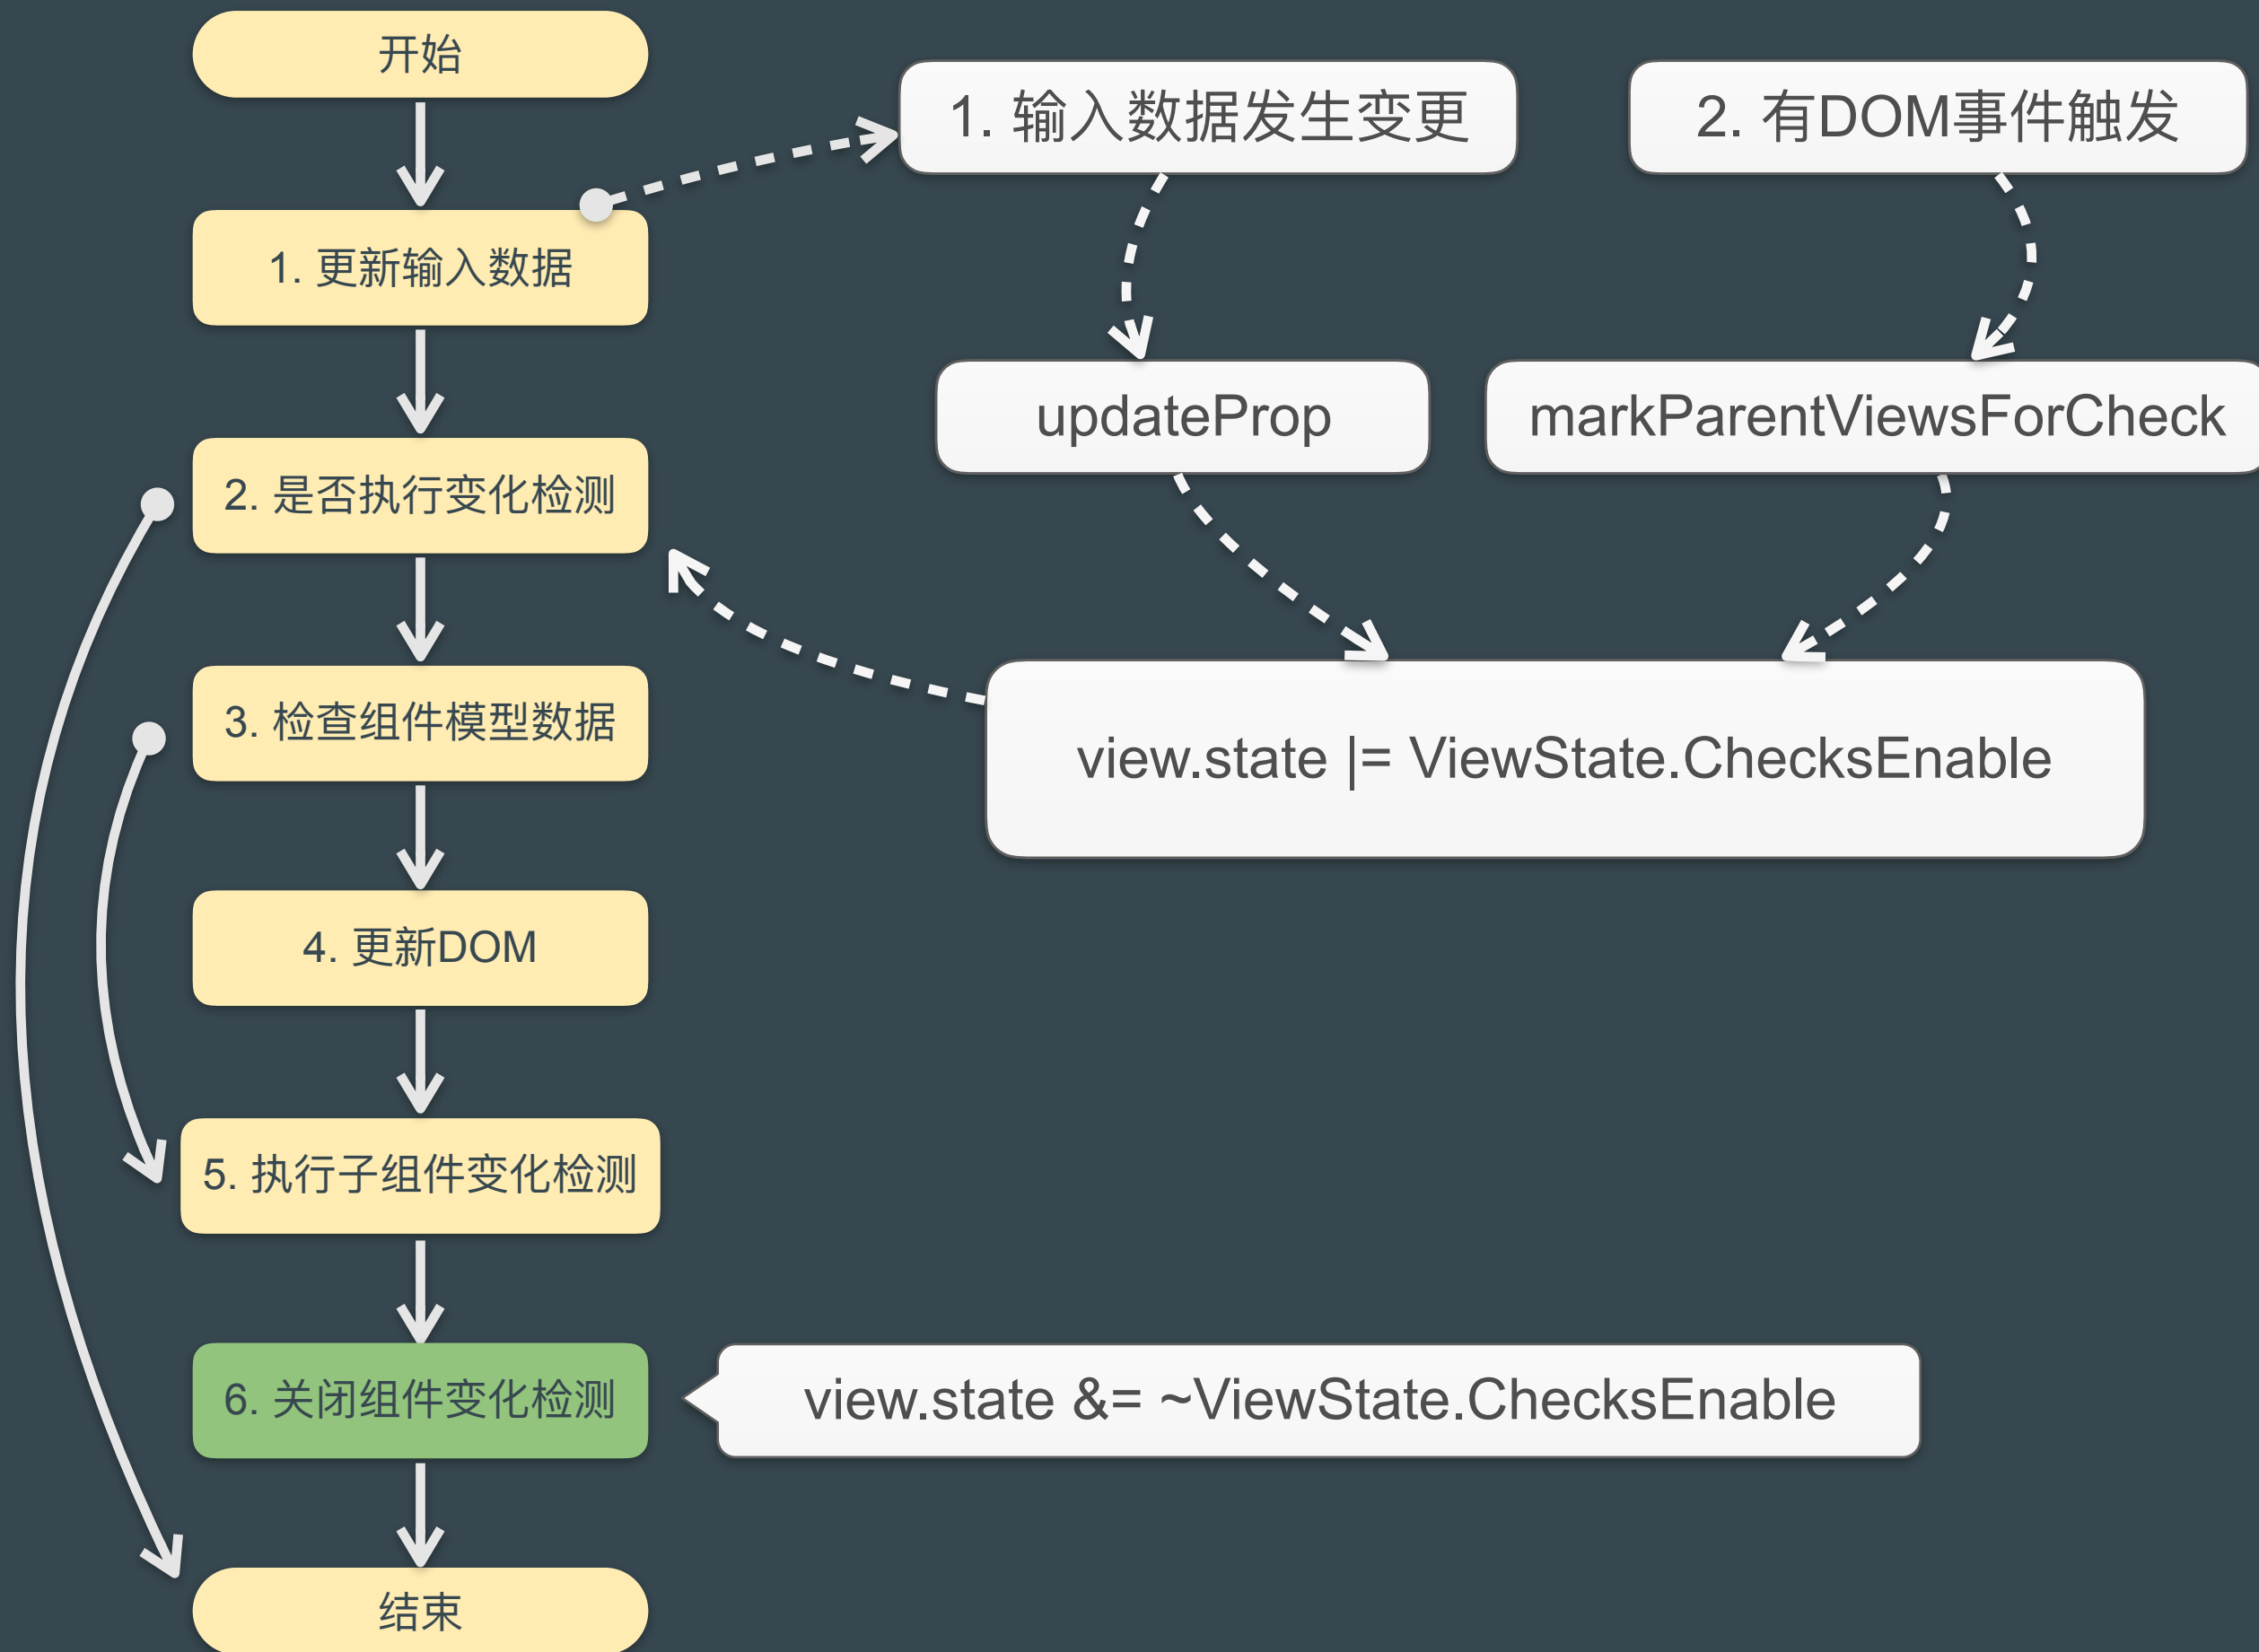 开始
1. 更新输入数据
2. 是否执行变化检测
3. 检查组件模型数据
4. 更新DOM
5. 执行子组件变化检测
6. 关闭组件变化检测
结束
1. 输入数据发生变更
2. 有DOM事件触发
updateProp
markParentViewsForCheck
view.state |= ViewState.ChecksEnable
view.state &= ~ViewState.ChecksEnable